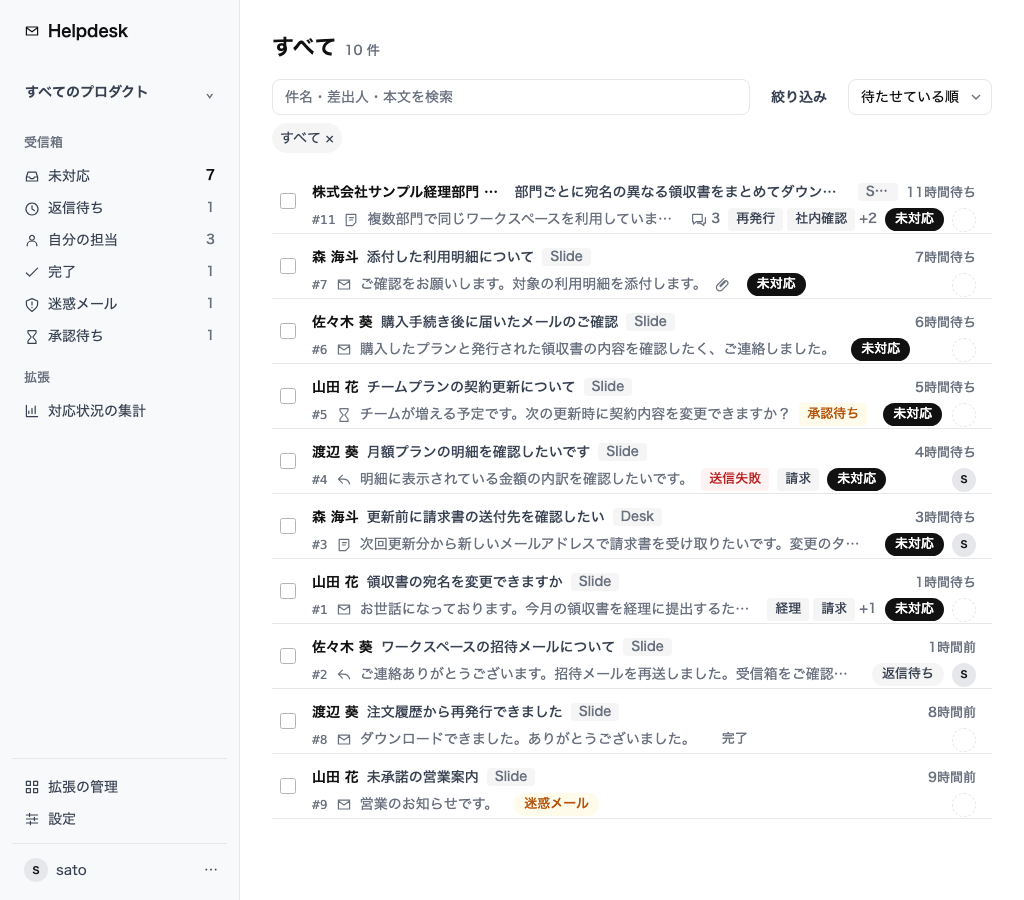 Helpdesk
すべてのプロダクト
受信箱
未対応 7
返信待ち 1
自分の担当 3
完了 1
迷惑メール 1
承認待ち 1
拡張
対応状況の集計
拡張の管理
設定
S sato ···
すべて 10 件
件名・差出人・本文を検索 絞り込み 待たせている順
すべて ×
株式会社サンプル経理部門 … 部門ごとに宛名の異なる領収書をまとめてダウン… S… 11時間待ち
#11 複数部門で同じワークスペースを利用していま… 3 再発行 社内確認 +2 未対応
森 海斗 添付した利用明細について Slide 7時間待ち
#7 ご確認をお願いします。対象の利用明細を添付します。 未対応
佐々木 葵 購入手続き後に届いたメールのご確認 Slide 6時間待ち
#6 購入したプランと発行された領収書の内容を確認したく、ご連絡しました。 未対応
山田 花 チームプランの契約更新について Slide 5時間待ち
#5 チームが増える予定です。次の更新時に契約内容を変更できますか？ 承認待ち 未対応
渡辺 葵 月額プランの明細を確認したいです Slide 4時間待ち
#4 明細に表示されている金額の内訳を確認したいです。 送信失敗 請求 未対応 S
森 海斗 更新前に請求書の送付先を確認したい Desk 3時間待ち
#3 次回更新分から新しいメールアドレスで請求書を受け取りたいです。変更のタ… 未対応 S
山田 花 領収書の宛名を変更できますか Slide 1時間待ち
#1 お世話になっております。今月の領収書を経理に提出するた… 経理 請求 +1 未対応
佐々木 葵 ワークスペースの招待メールについて Slide 1時間前
#2 ご連絡ありがとうございます。招待メールを再送しました。受信箱をご確認… 返信待ち S
渡辺 葵 注文履歴から再発行できました Slide 8時間前
#8 ダウンロードできました。ありがとうございました。 完了
山田 花 未承諾の営業案内 Slide 9時間前
#9 営業のお知らせです。 迷惑メール